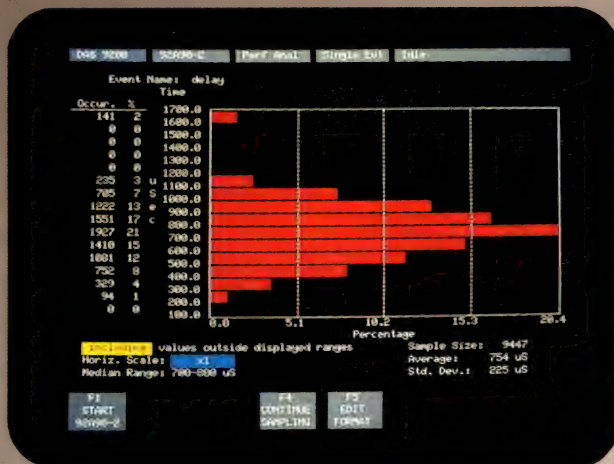 DAS 9200 92A90-2 Perf Anal Single Evt Idle
Event Name: delay
Time
Occur. %
141 2
0 0
0 0
0 0
0 0
235 3
705 7
1222 13
1551 17
1927 21
1410 15
1081 12
752 8
329 4
94 1
0 0
u
S
e
c
1700.0
1600.0
1500.0
1400.0
1300.0
1200.0
1100.0
1000.0
900.0
800.0
700.0
600.0
500.0
400.0
300.0
200.0
100.0
0.0 5.1 10.2 15.3 20.4
Percentage
Including values outside displayed ranges
Horiz. Scale: x1
Median Range: 700-800 uS
Sample Size: 9447
Average: 754 uS
Std. Dev.: 225 uS
F1
START
92A90-2
F4
CONTINUE
SAMPLING
F5
EDIT
FORMAT